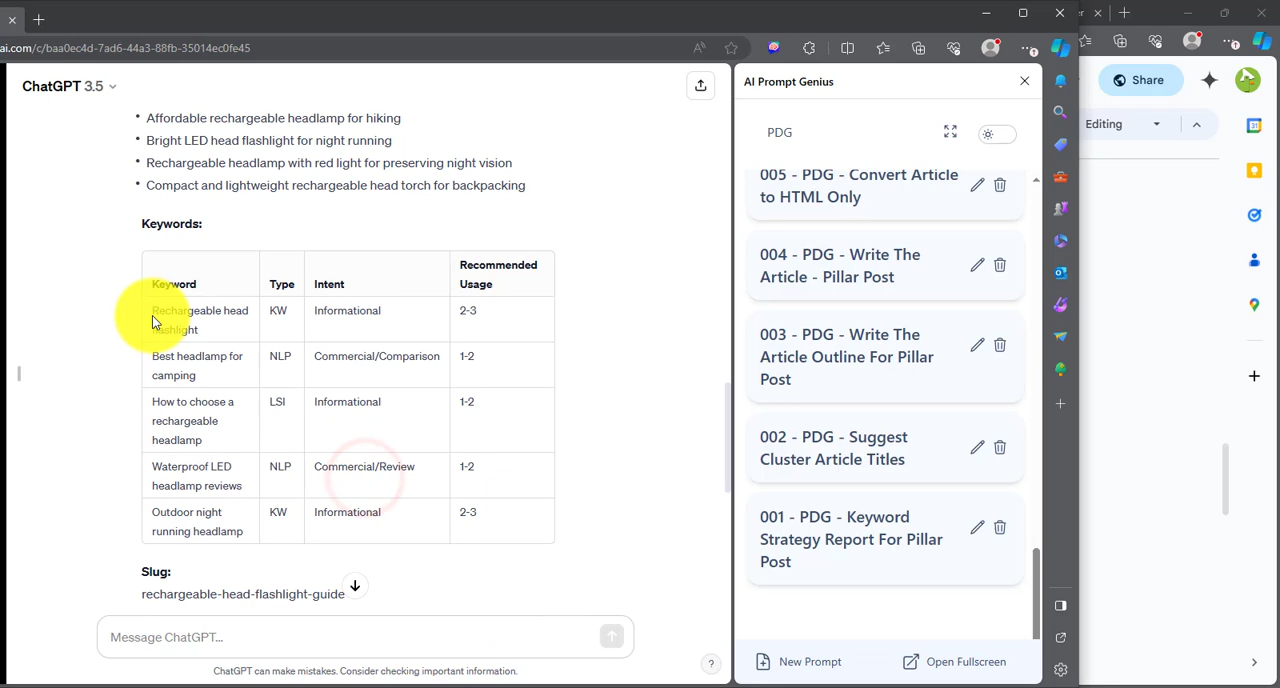 ai.com/c/baa0ec4d-7ad6-44a3-88fb-35014ec0fe45
ChatGPT 3.5
• Affordable rechargeable headlamp for hiking
• Bright LED head flashlight for night running
• Rechargeable headlamp with red light for preserving night vision
• Compact and lightweight rechargeable head torch for backpacking
Keywords:
Keyword Type Intent Recommended Usage
Rechargeable head flashlight KW Informational 2-3
Best headlamp for camping NLP Commercial/Comparison 1-2
How to choose a rechargeable headlamp LSI Informational 1-2
Waterproof LED headlamp reviews NLP Commercial/Review 1-2
Outdoor night running headlamp KW Informational 2-3
Slug:
rechargeable-head-flashlight-guide
Message ChatGPT...
ChatGPT can make mistakes. Consider checking important information.
?
AI Prompt Genius
PDG
005 - PDG - Convert Article
to HTML Only
004 - PDG - Write The
Article - Pillar Post
003 - PDG - Write The
Article Outline For Pillar
Post
002 - PDG - Suggest
Cluster Article Titles
001 - PDG - Keyword
Strategy Report For Pillar
Post
New Prompt
Open Fullscreen
Share
Editing